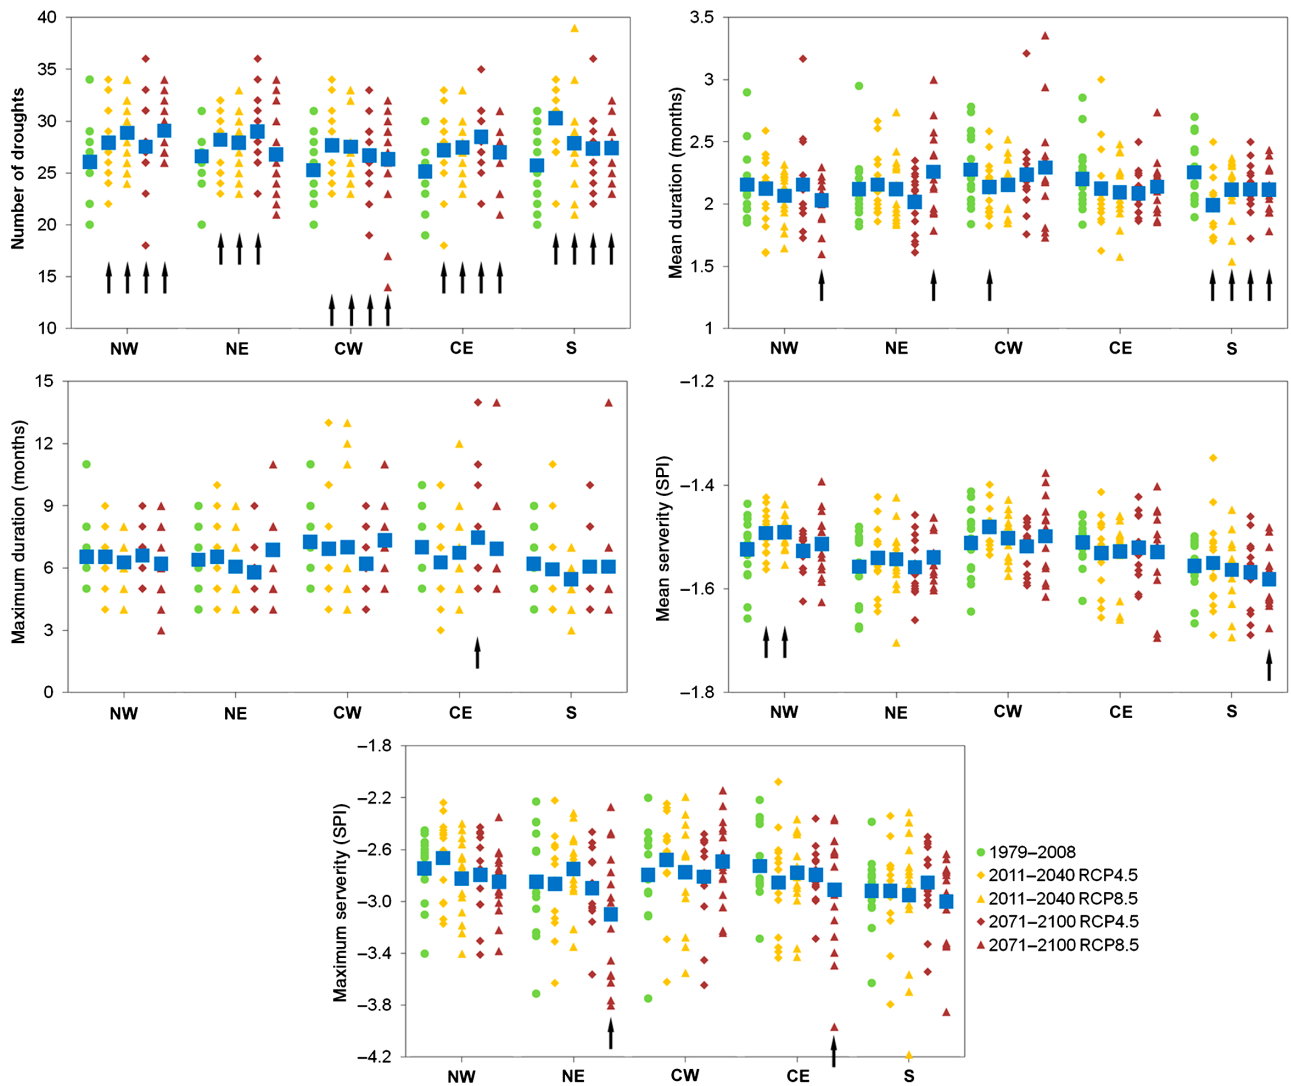 Number of droughts
40
35
30
25
20
15
10
NW NE CW CE S
Mean duration (months)
3.5
3
2.5
2
1.5
1
NW NE CW CE S
Maximum duration (months)
15
12
9
6
3
0
NW NE CW CE S
Mean serverity (SPI)
–1.2
–1.4
–1.6
–1.8
NW NE CW CE S
Maximum serverity (SPI)
–1.8
–2.2
–2.6
–3.0
–3.4
–3.8
–4.2
NW NE CW CE S
1979–2008
2011–2040 RCP4.5
2011–2040 RCP8.5
2071–2100 RCP4.5
2071–2100 RCP8.5